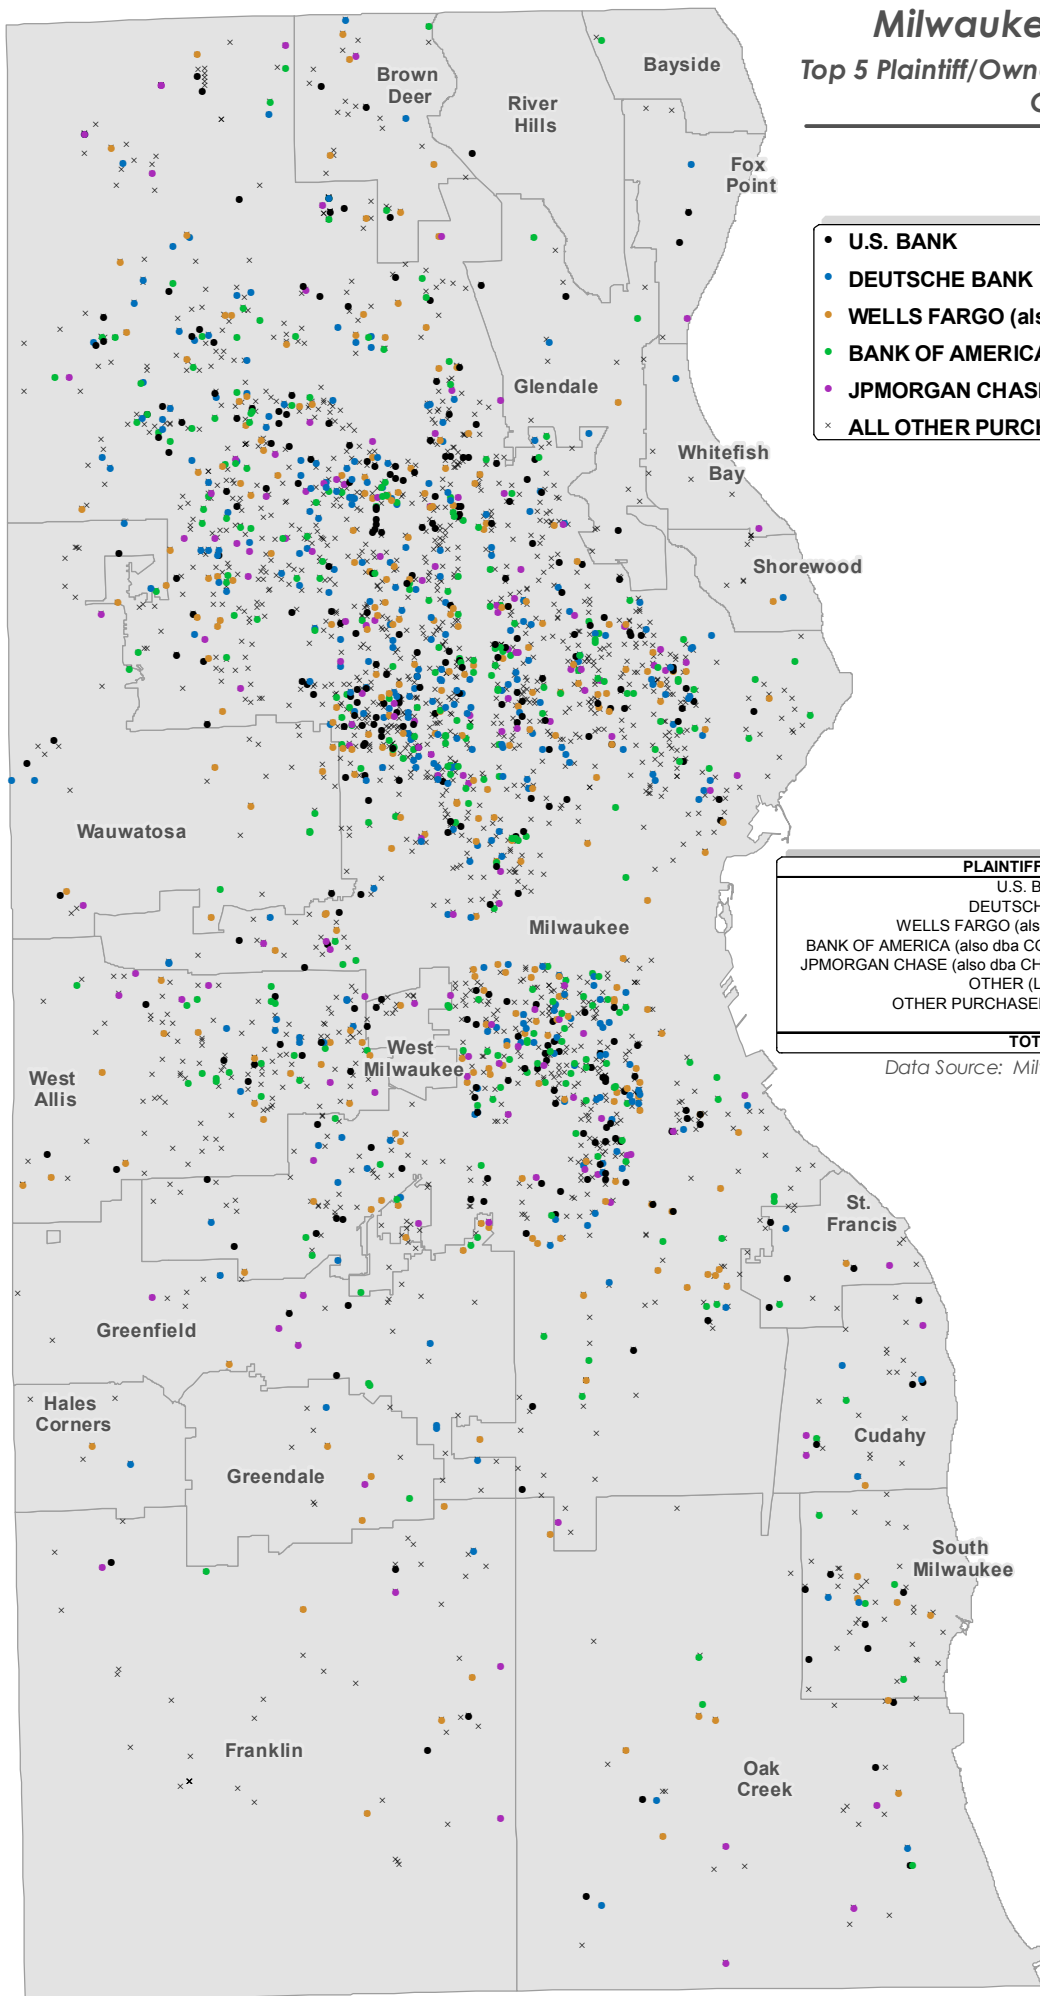 Milwauke
Top 5 Plaintiff/Own
Bayside
Brown
Deer
River
Hills
Fox
Point
U.S. BANK
DEUTSCHE BANK
WELLS FARGO (als
BANK OF AMERICA
JPMORGAN CHASE
ALL OTHER PURCH
Glendale
Whitefish
Bay
Shorewood
Wauwatosa
PLAINTIFF
U.S. B
DEUTSCH
WELLS FARGO (als
BANK OF AMERICA (also dba CO
JPMORGAN CHASE (also dba CH
OTHER (L
OTHER PURCHASE
TOT
Data Source: Mil
Milwaukee
West
Milwaukee
West
Allis
St.
Francis
Greenfield
Hales
Corners
Greendale
Cudahy
South
Milwaukee
Franklin
Oak
Creek